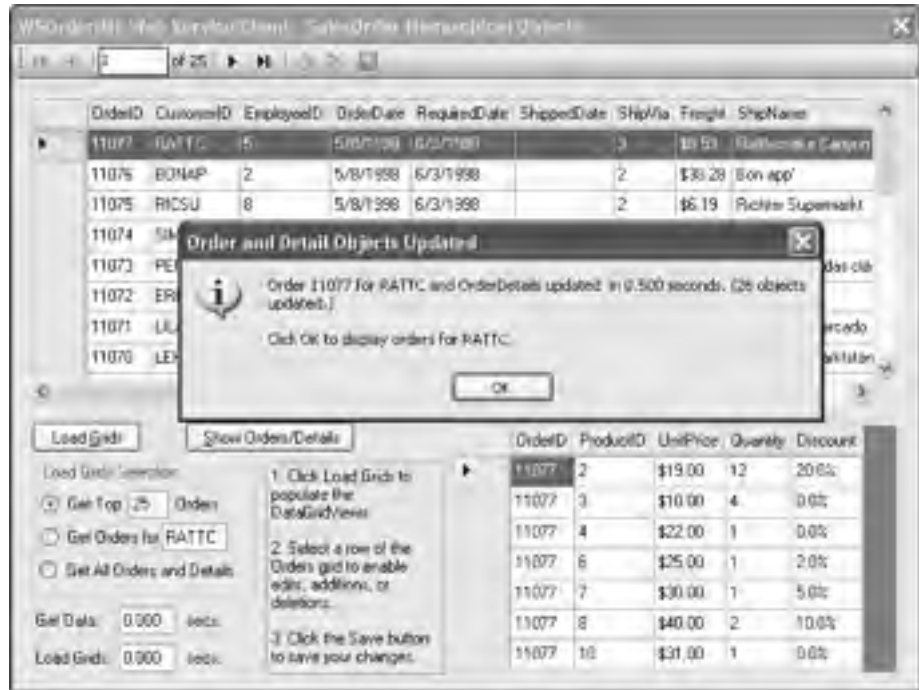 of 25
OrderID CustomerID EmployeeID OrderDate RequiredDate ShippedDate ShipVia Freight ShipName
11077 RATTC 5 5/6/1998 3
11076 BONAP 2 5/8/1998 6/3/1998 2 $38.28 Bon app'
11075 RICSU 8 5/8/1998 6/3/1998 2 $6.19 Richter Supermarkt
11074
11073
11072
11071
11070
Order and Detail Objects Updated
Order 11077 for RATTC and OrderDetails updated in 0.500 seconds. (26 objects
updated.)
Click OK to display orders for RATTC.
OK
Load Grids
Show Orders/Details
Load Grids Selection
Get Top 25 Orders
Get Orders for RATTC
Get All Orders and Details
Get Data: 0.000 secs.
Load Grids: 0.000 secs.
1. Click Load Grids to
populate the
DataGridViews
2. Select a row of the
Orders grid to enable
edits, additions, or
deletions.
3. Click the Save button
to save your changes.
OrderID ProductID UnitPrice Quantity Discount
11077 2 $19.00 12 20.0%
11077 3 $10.00 4 0.0%
11077 4 $22.00 1 0.0%
11077 6 $25.00 1 2.0%
11077 7 $30.00 1 5.0%
11077 8 $40.00 2 10.0%
11077 10 $31.00 1 0.0%